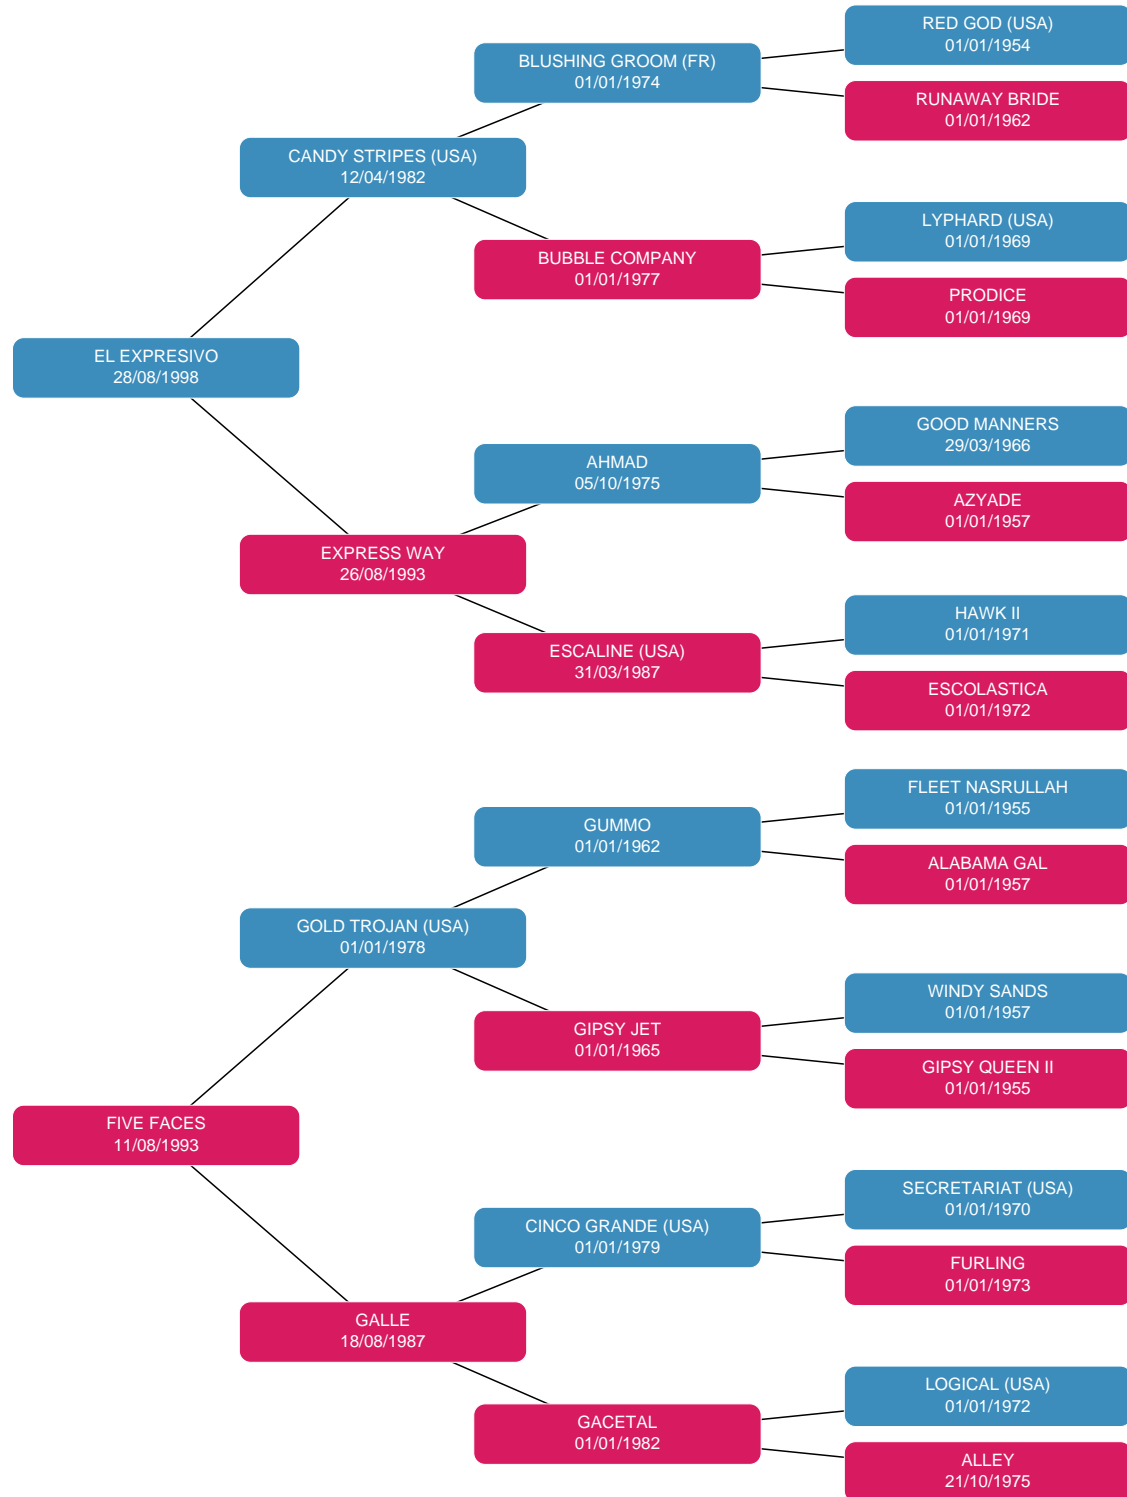 RED GOD (USA)
01/01/1954
BLUSHING GROOM (FR)
01/01/1974
RUNAWAY BRIDE
01/01/1962
CANDY STRIPES (USA)
12/04/1982
LYPHARD (USA)
01/01/1969
BUBBLE COMPANY
01/01/1977
PRODICE
01/01/1969
EL EXPRESIVO
28/08/1998
GOOD MANNERS
29/03/1966
AHMAD
05/10/1975
AZYADE
01/01/1957
EXPRESS WAY
26/08/1993
HAWK II
01/01/1971
ESCALINE (USA)
31/03/1987
ESCOLASTICA
01/01/1972
FLEET NASRULLAH
01/01/1955
GUMMO
01/01/1962
ALABAMA GAL
01/01/1957
GOLD TROJAN (USA)
01/01/1978
WINDY SANDS
01/01/1957
GIPSY JET
01/01/1965
GIPSY QUEEN II
01/01/1955
FIVE FACES
11/08/1993
SECRETARIAT (USA)
01/01/1970
CINCO GRANDE (USA)
01/01/1979
FURLING
01/01/1973
GALLE
18/08/1987
LOGICAL (USA)
01/01/1972
GACETAL
01/01/1982
ALLEY
21/10/1975